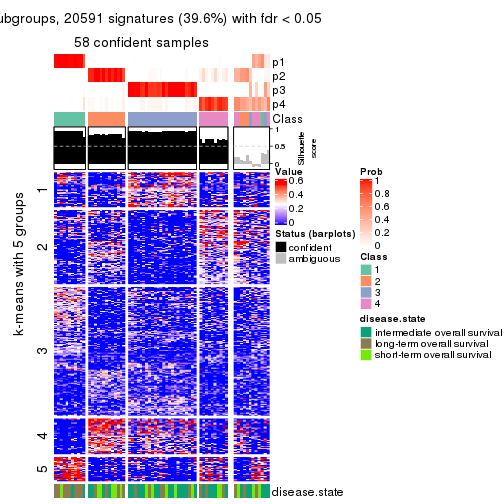 ubgroups, 20591 signatures (39.6%) with fdr < 0.05
58 confident samples
p1
p2
p3
p4
Class
1
0.5
0
Silhouette
score
k-means with 5 groups
1
2
3
4
5
disease.state
Value
0.6
0.4
0.2
0
Status (barplots)
confident
ambiguous
Prob
1
0.8
0.6
0.4
0.2
0
Class
1
2
3
4
disease.state
intermediate overall survival
long-term overall survival
short-term overall survival